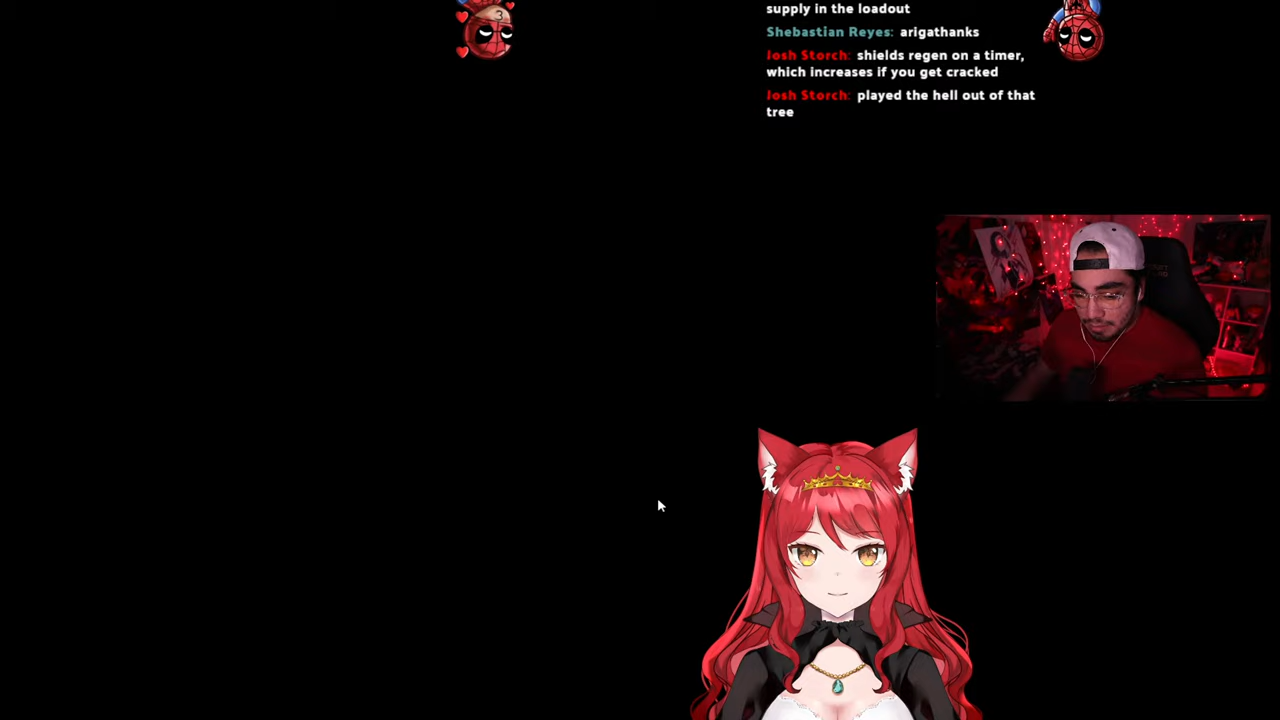 supply in the loadout
Shebastian Reyes: arigathanks
Josh Storch: shields regen on a timer,
which increases if you get cracked
Josh Storch: played the hell out of that
tree